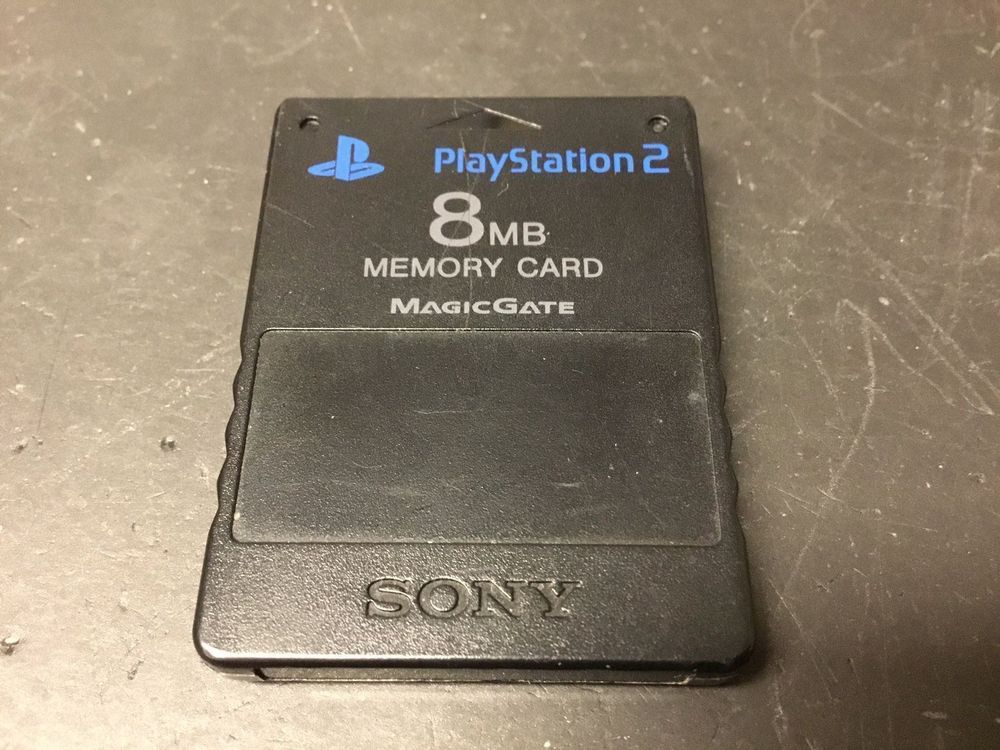 PlayStation 2
8MB
MEMORY CARD
MAGICGATE
SONY